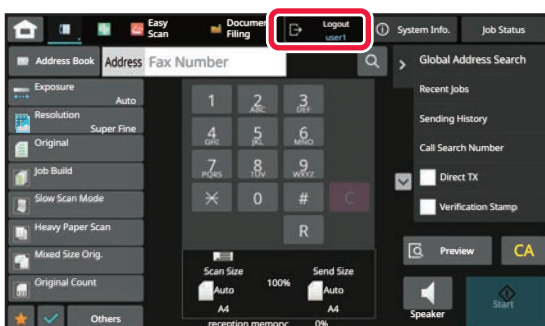 Easy
Scan
Documen
Filing
Logout
user1
System Info.
Job Status
Address Book
Address
Fax Number
Global Address Search
Exposure
Auto
Resolution
Super Fine
Original
Job Build
Slow Scan Mode
Heavy Paper Scan
Mixed Size Orig.
Original Count
Others
1
2
ABC
3
DEF
4
GHI
5
JKL
6
MNO
7
PQRS
8
TUV
9
WXYZ
0
#
C
R
Recent Jobs
Sending History
Call Search Number
Direct TX
Verification Stamp
Preview
CA
Scan Size
Send Size
Auto
100%
Auto
A4
A4
reception memory:
0%
Speaker
Start